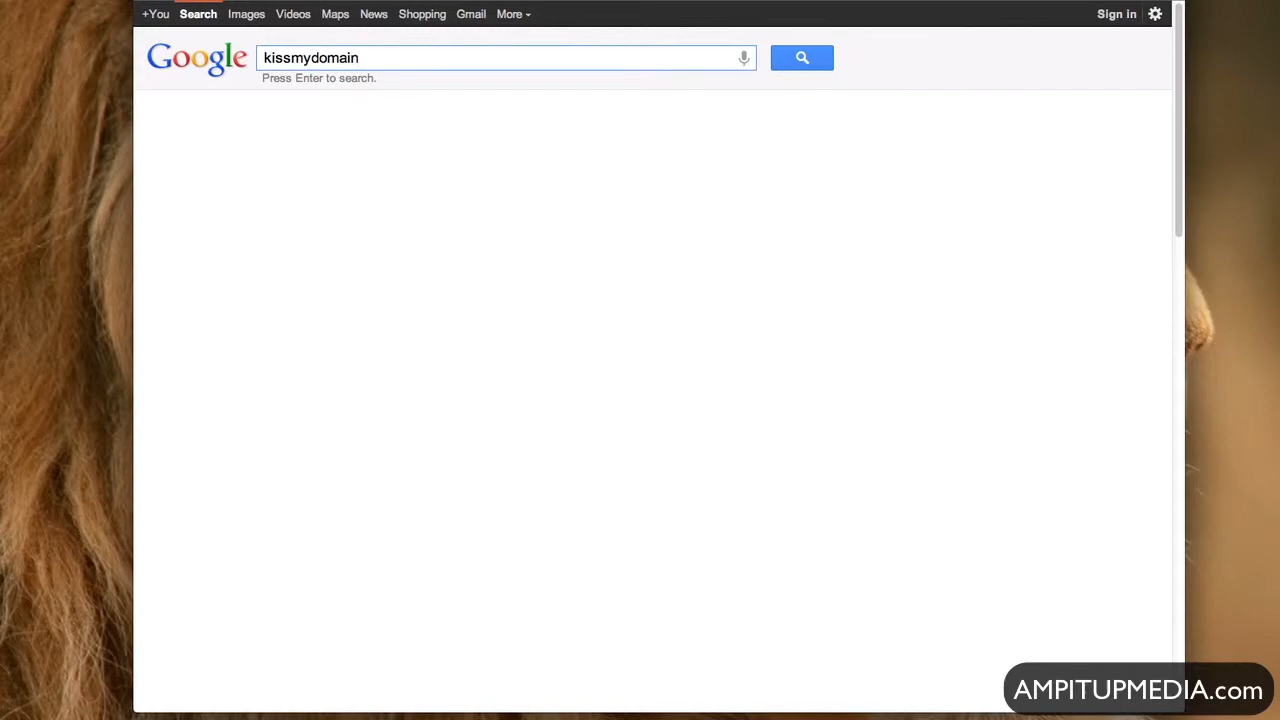 +You Search Images Videos Maps News Shopping Gmail More Sign in
Google kissmydomain
Press Enter to search.
AMPITUPMEDIA.com